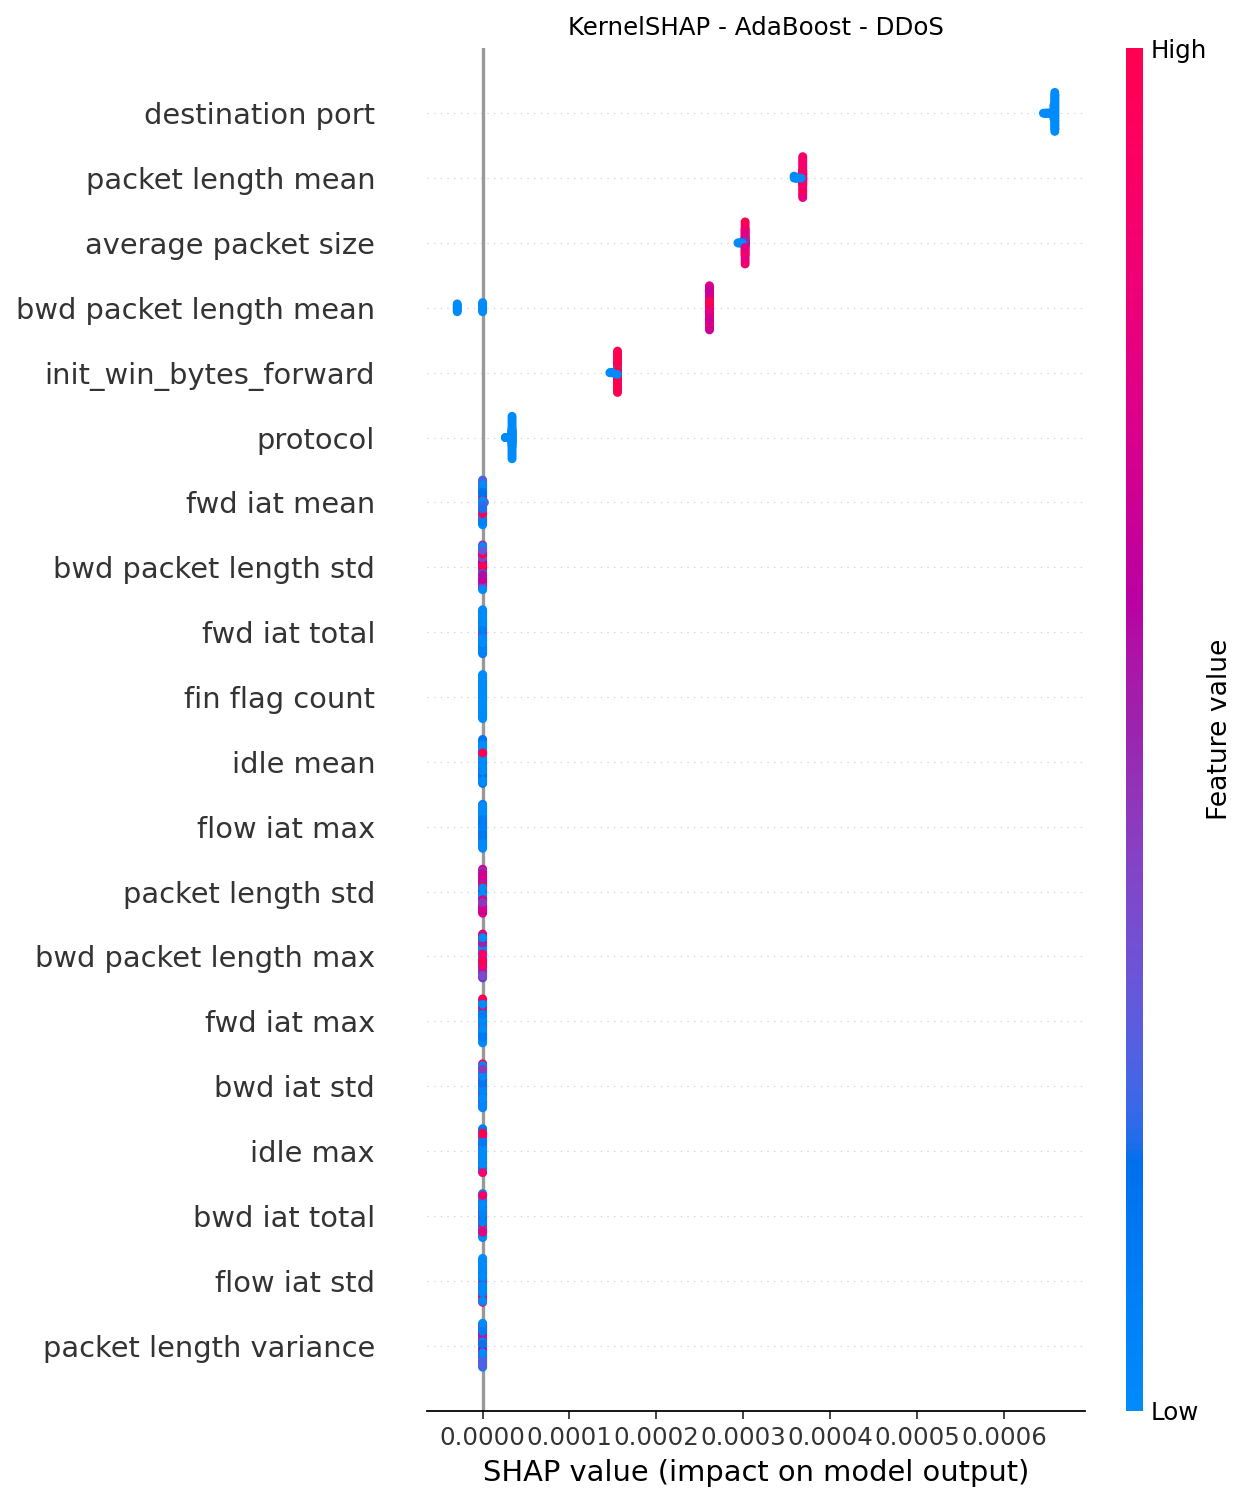 KernelSHAP - AdaBoost - DDoS
High
destination port
packet length mean
average packet size
bwd packet length mean
init_win_bytes_forward
protocol
fwd iat mean
bwd packet length std
fwd iat total
fin flag count
idle mean
flow iat max
packet length std
bwd packet length max
fwd iat max
bwd iat std
idle max
bwd iat total
flow iat std
packet length variance
Feature value
Low
0.0000 0.0001 0.0002 0.0003 0.0004 0.0005 0.0006
SHAP value (impact on model output)